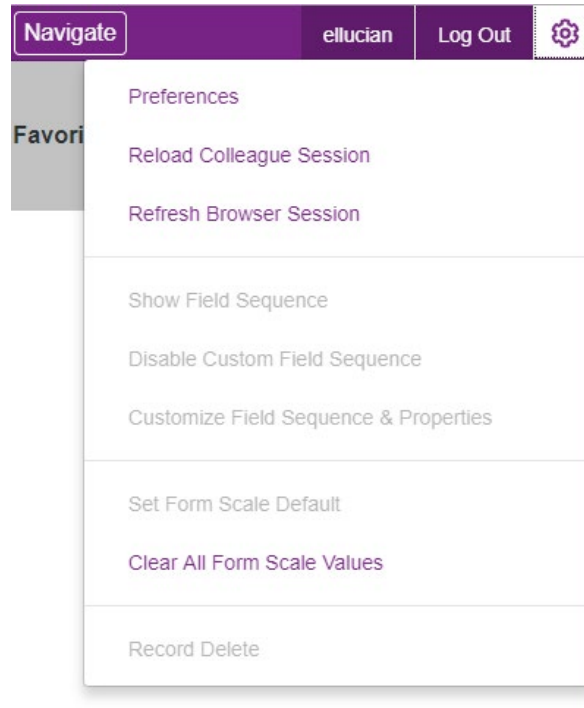 Navigate ellucian Log Out
Preferences
Favori
Reload Colleague Session
Refresh Browser Session
Show Field Sequence
Disable Custom Field Sequence
Customize Field Sequence & Properties
Set Form Scale Default
Clear All Form Scale Values
Record Delete